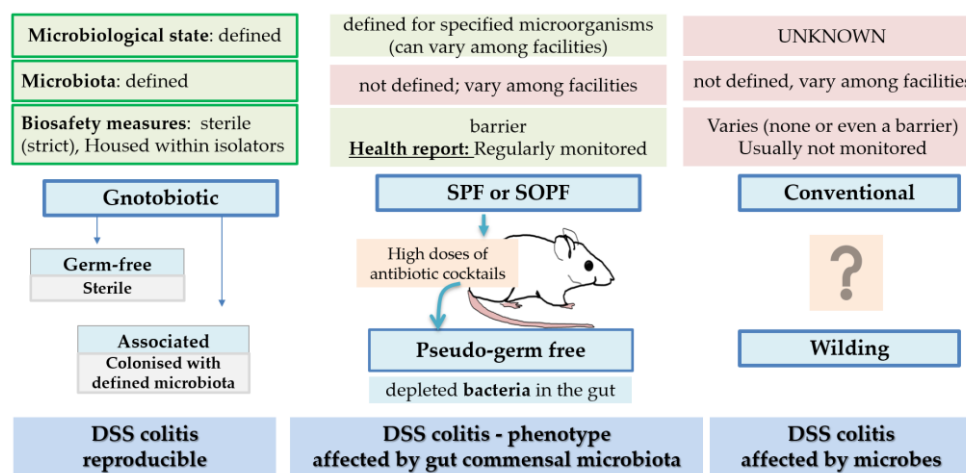 Microbiological state: defined
Microbiota: defined
Biosafety measures: sterile
(strict), Housed within isolators
Gnotobiotic
Germ-free
Sterile
Associated
Colonised with
defined microbiota
DSS colitis
reproducible
defined for specified microorganisms
(can vary among facilities)
not defined; vary among facilities
barrier
Health report: Regularly monitored
SPF or SOPF
High doses of
antibiotic cocktails
Pseudo-germ free
depleted bacteria in the gut
DSS colitis - phenotype
affected by gut commensal microbiota
UNKNOWN
not defined, vary among facilities
Varies (none or even a barrier)
Usually not monitored
Conventional
?
Wilding
DSS colitis
affected by microbes